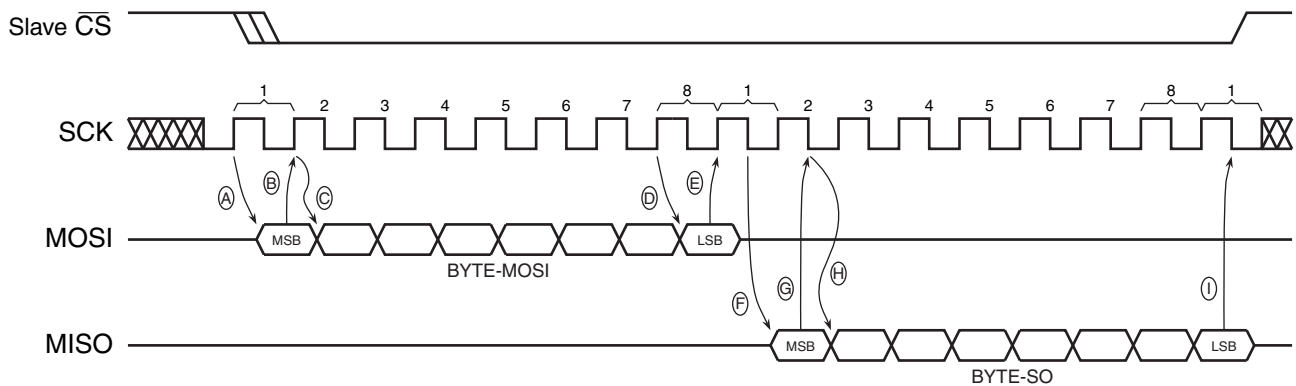 Slave CS
1 2 3 4 5 6 7 8 1 2 3 4 5 6 7 8 1
SCK
A B C D E
MOSI MSB LSB
BYTE-MOSI
F G H I
MISO MSB LSB
BYTE-SO